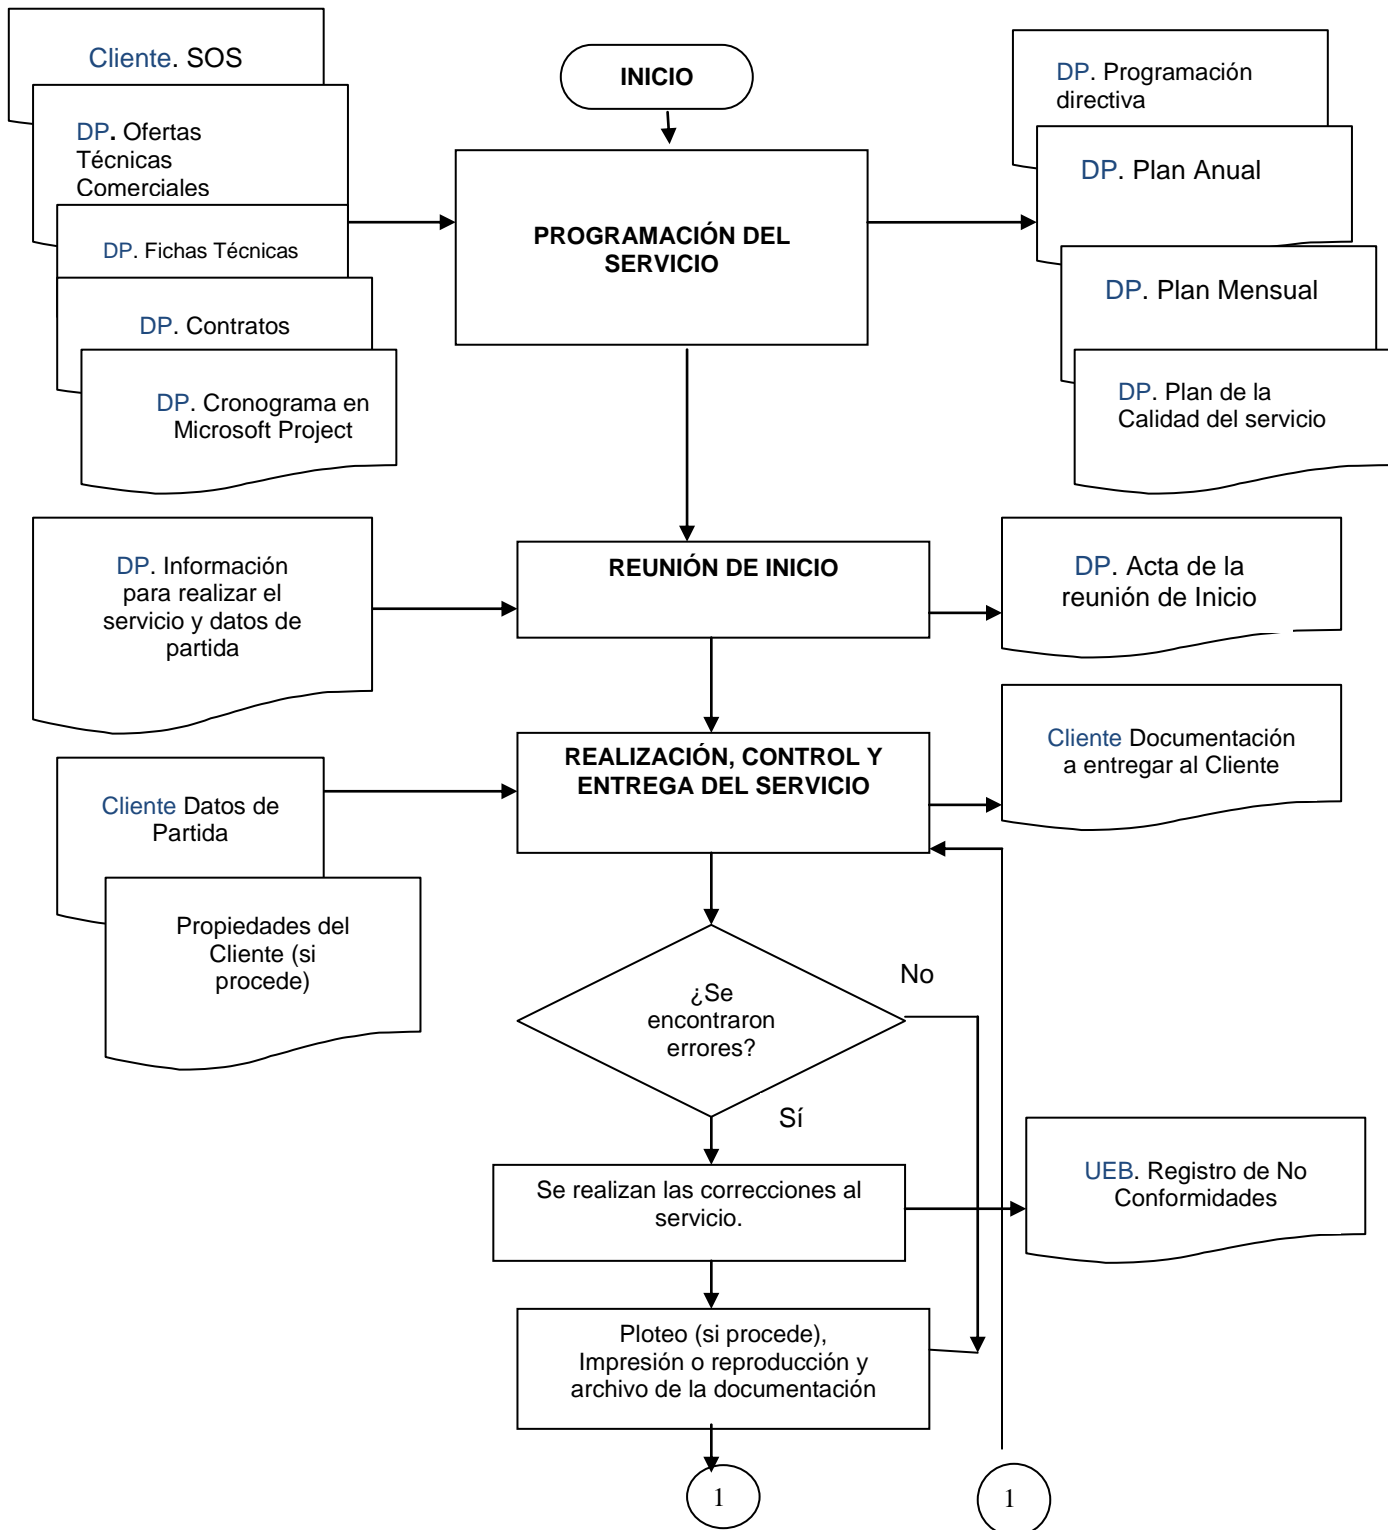 Cliente. SOS
DP. Ofertas
Técnicas
Comerciales
DP. Fichas Técnicas
DP. Contratos
DP. Cronograma en
Microsoft Project
INICIO
PROGRAMACIÓN DEL
SERVICIO
DP. Programación
directiva
DP. Plan Anual
DP. Plan Mensual
DP. Plan de la
Calidad del servicio
DP. Información
para realizar el
servicio y datos de
partida
REUNIÓN DE INICIO
DP. Acta de la
reunión de Inicio
Cliente Datos de
Partida
Propiedades del
Cliente (si
procede)
REALIZACIÓN, CONTROL Y
ENTREGA DEL SERVICIO
Cliente Documentación
a entregar al Cliente
¿Se
encontraron
errores?
No
Sí
Se realizan las correcciones al
servicio.
UEB. Registro de No
Conformidades
Ploteo (si procede),
Impresión o reproducción y
archivo de la documentación
1
1